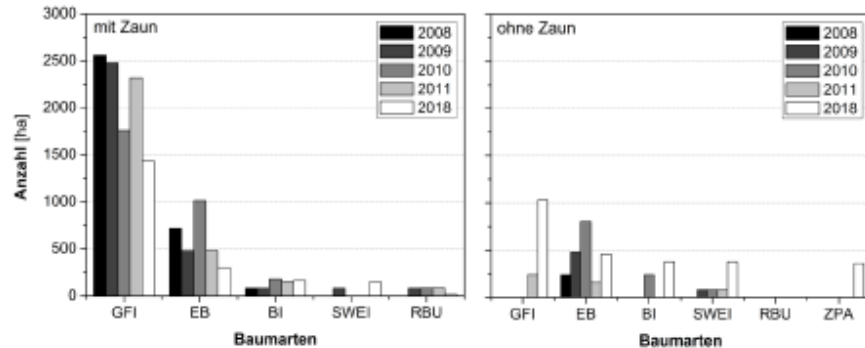 mit Zaun
2008
2009
2010
2011
2018
3000
2500
2000
1500
1000
500
0
Anzahl [ha]
GFI EB BI SWEI RBU
Baumarten
ohne Zaun
2008
2009
2010
2011
2018
GFI EB BI SWEI RBU ZPA
Baumarten